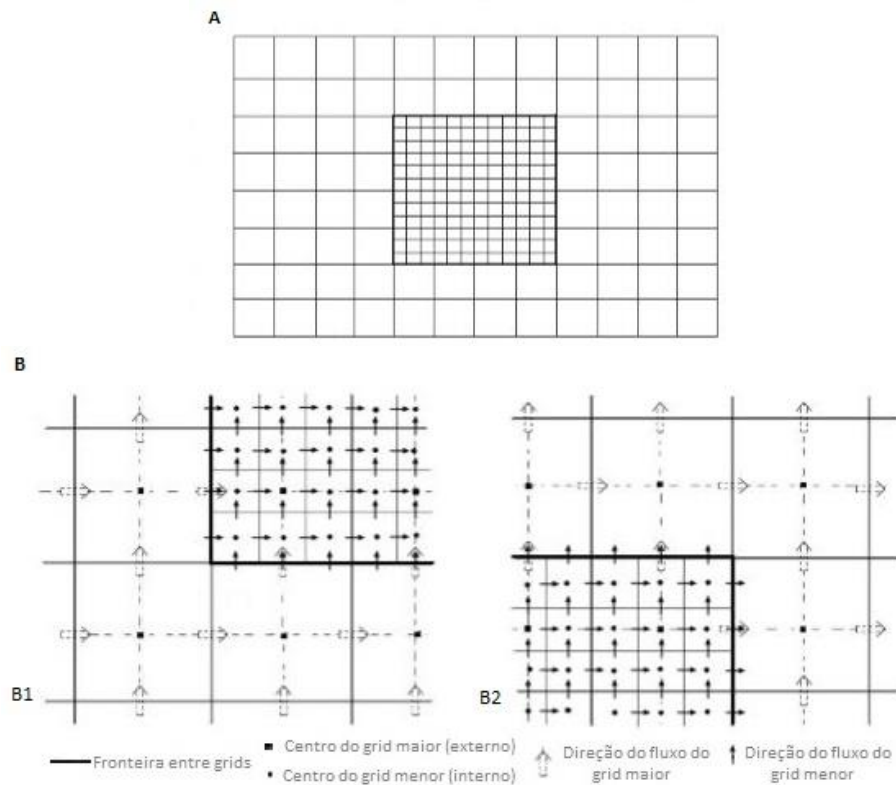 A
B
B1
B2
Fronteira entre grids
Centro do grid maior (externo)
Centro do grid menor (interno)
Direção do fluxo do
grid maior
Direção do fluxo do
grid menor